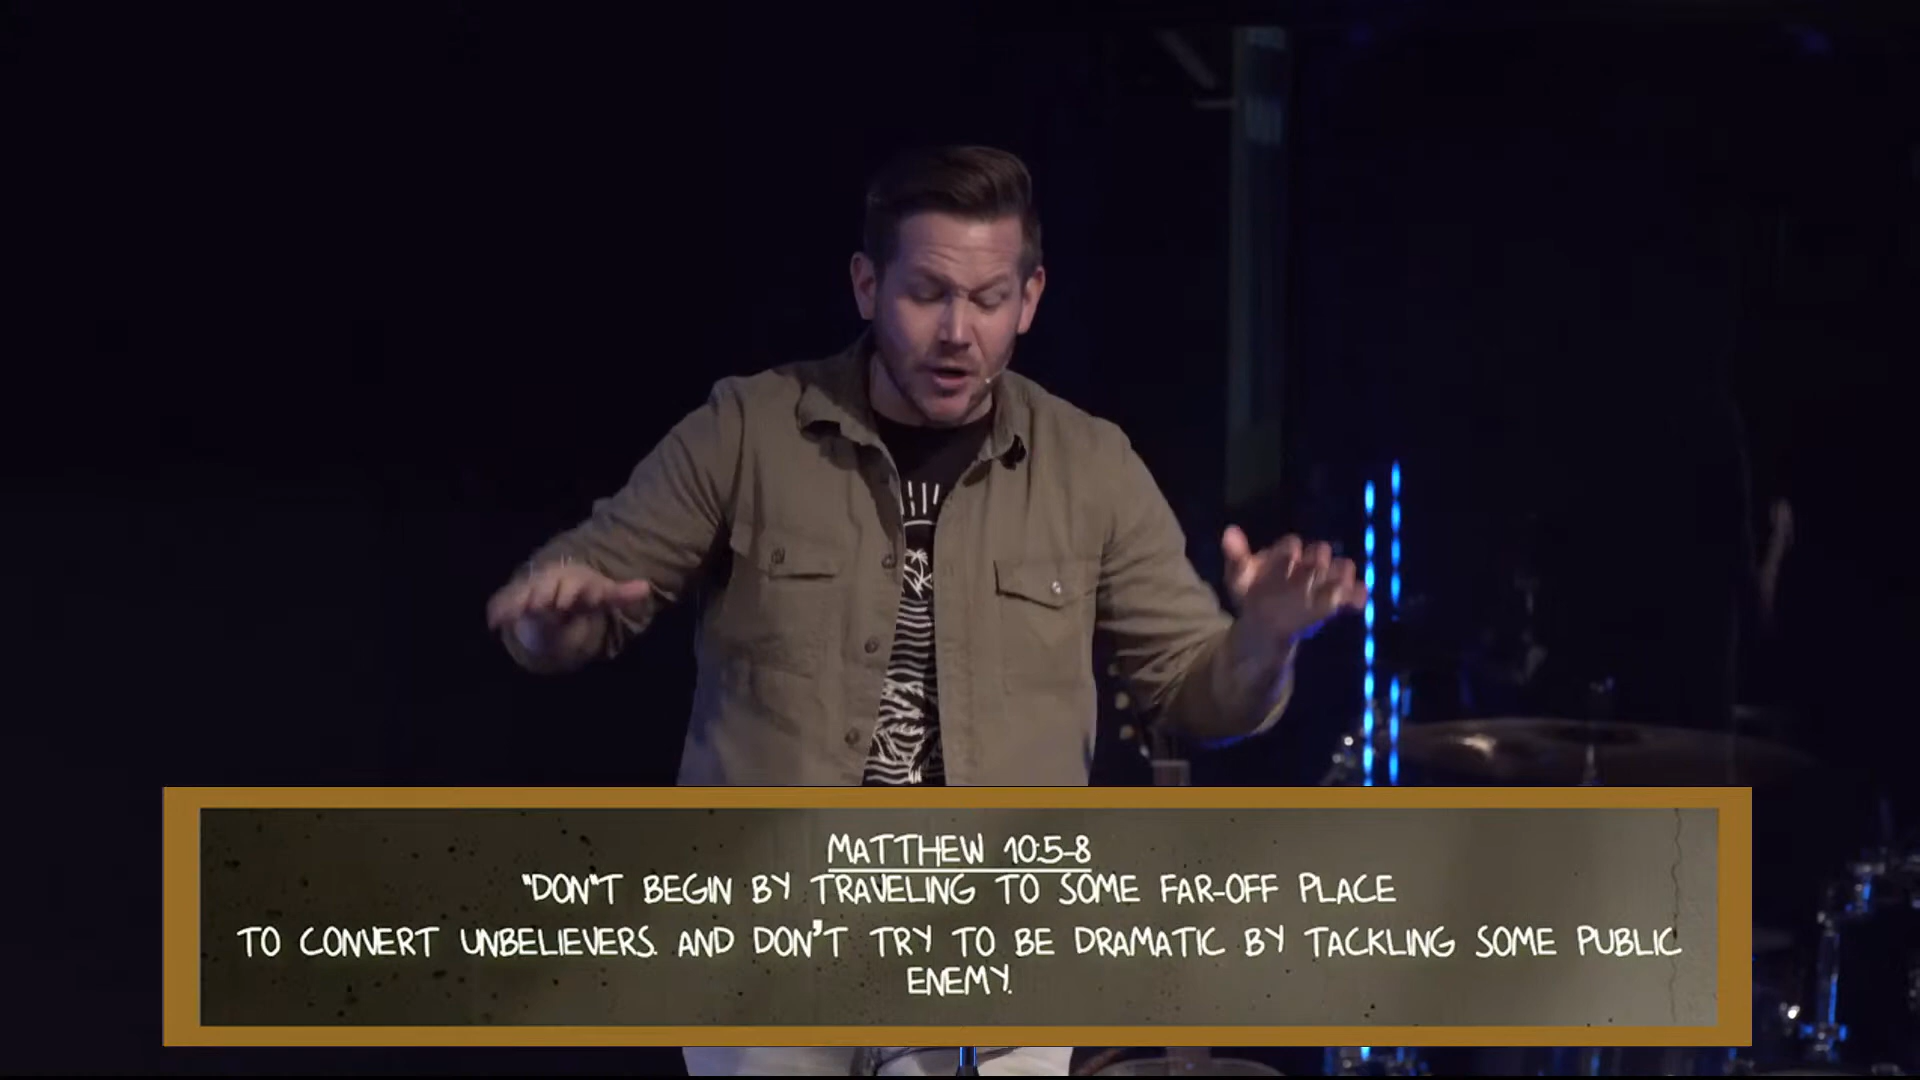 MATTHEW 10:5-8
"DON'T BEGIN BY TRAVELING TO SOME FAR-OFF PLACE
TO CONVERT UNBELIEVERS. AND DON'T TRY TO BE DRAMATIC BY TACKLING SOME PUBLIC
ENEMY.